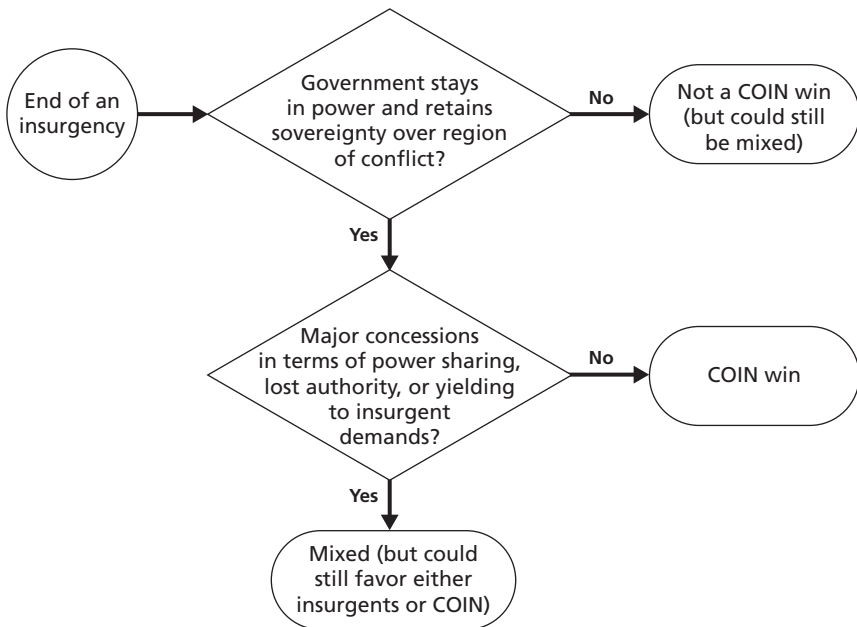 End of an
insurgency
Government stays
in power and retains
sovereignty over region
of conflict?
No
Not a COIN win
(but could still
be mixed)
Yes
Major concessions
in terms of power sharing,
lost authority, or yielding
to insurgent
demands?
No
COIN win
Yes
Mixed (but could
still favor either
insurgents or COIN)